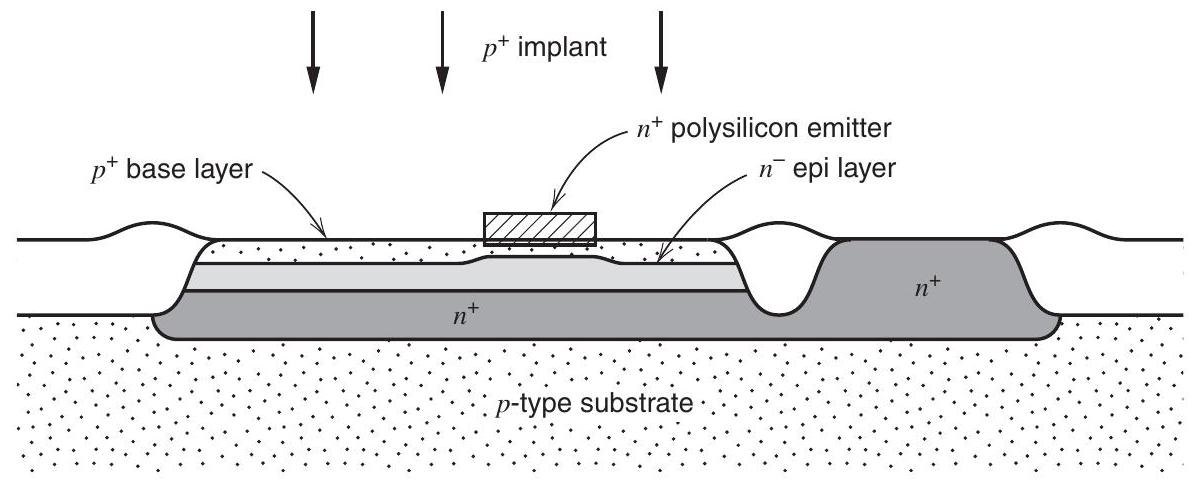 p⁺ implant
n⁺ polysilicon emitter
p⁺ base layer
n⁻ epi layer
n⁺
n⁺
p-type substrate